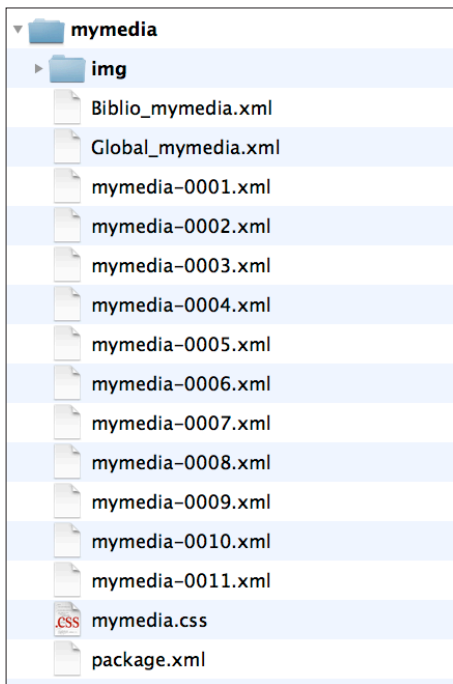 mymedia
img
Biblio_mymedia.xml
Global_mymedia.xml
mymedia-0001.xml
mymedia-0002.xml
mymedia-0003.xml
mymedia-0004.xml
mymedia-0005.xml
mymedia-0006.xml
mymedia-0007.xml
mymedia-0008.xml
mymedia-0009.xml
mymedia-0010.xml
mymedia-0011.xml
.css mymedia.css
package.xml